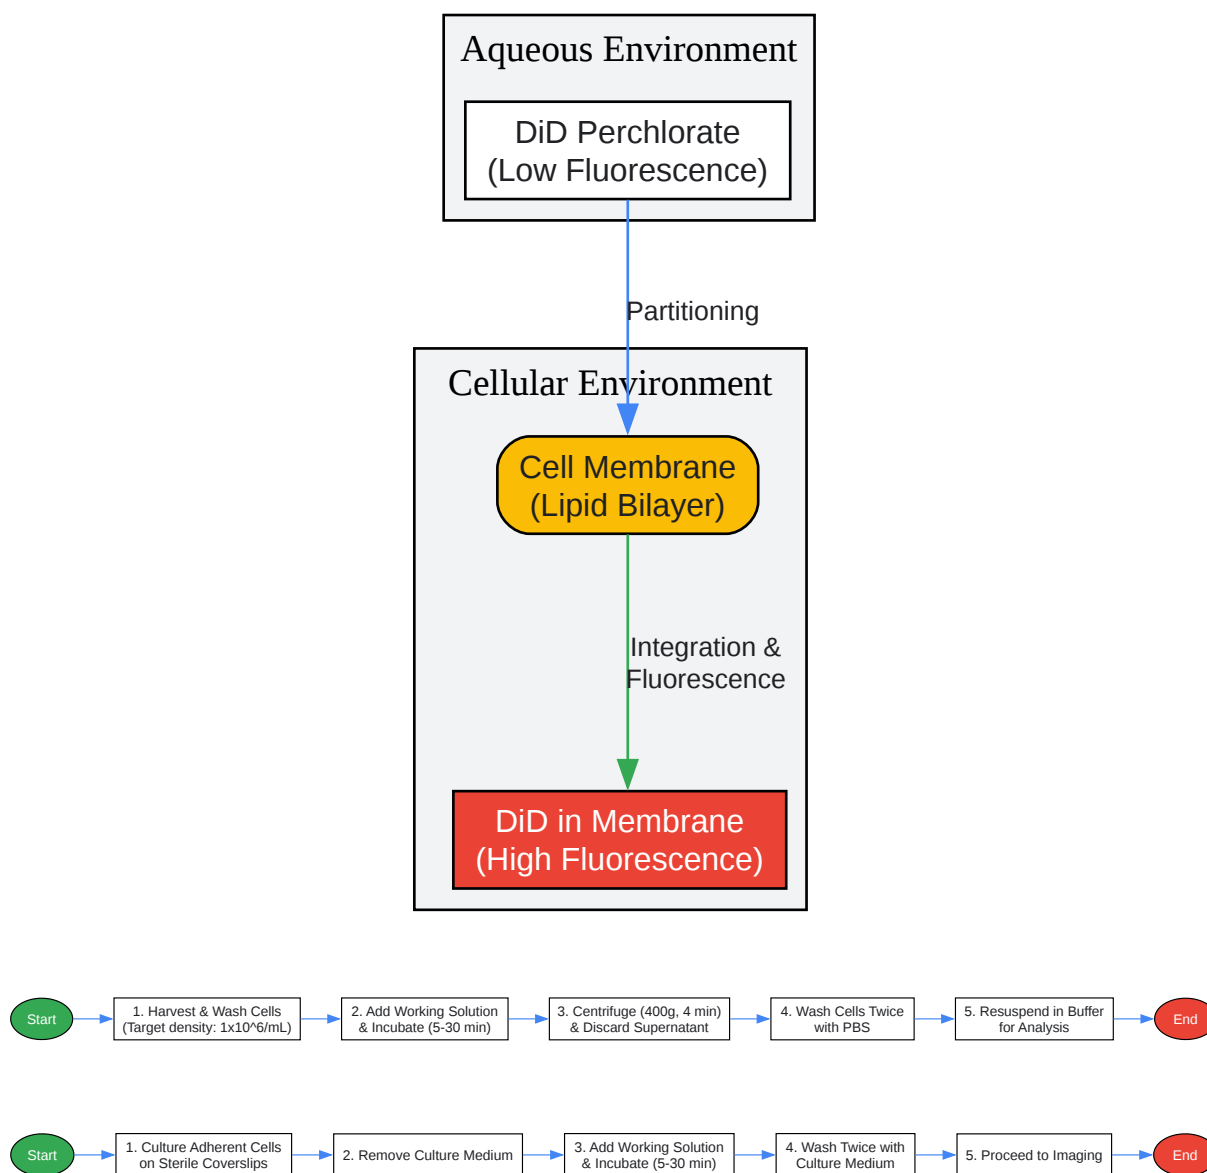 Aqueous Environment
DiD Perchlorate
(Low Fluorescence)
Partitioning
Cellular Environment
Cell Membrane
(Lipid Bilayer)
Integration &
Fluorescence
DiD in Membrane
(High Fluorescence)
Start
1. Harvest & Wash Cells
(Target density: 1x10^6/mL)
2. Add Working Solution
& Incubate (5-30 min)
3. Centrifuge (400g, 4 min)
& Discard Supernatant
4. Wash Cells Twice
with PBS
5. Resuspend in Buffer
for Analysis
End
Start
1. Culture Adherent Cells
on Sterile Coverslips
2. Remove Culture Medium
3. Add Working Solution
& Incubate (5-30 min)
4. Wash Twice with
Culture Medium
5. Proceed to Imaging
End